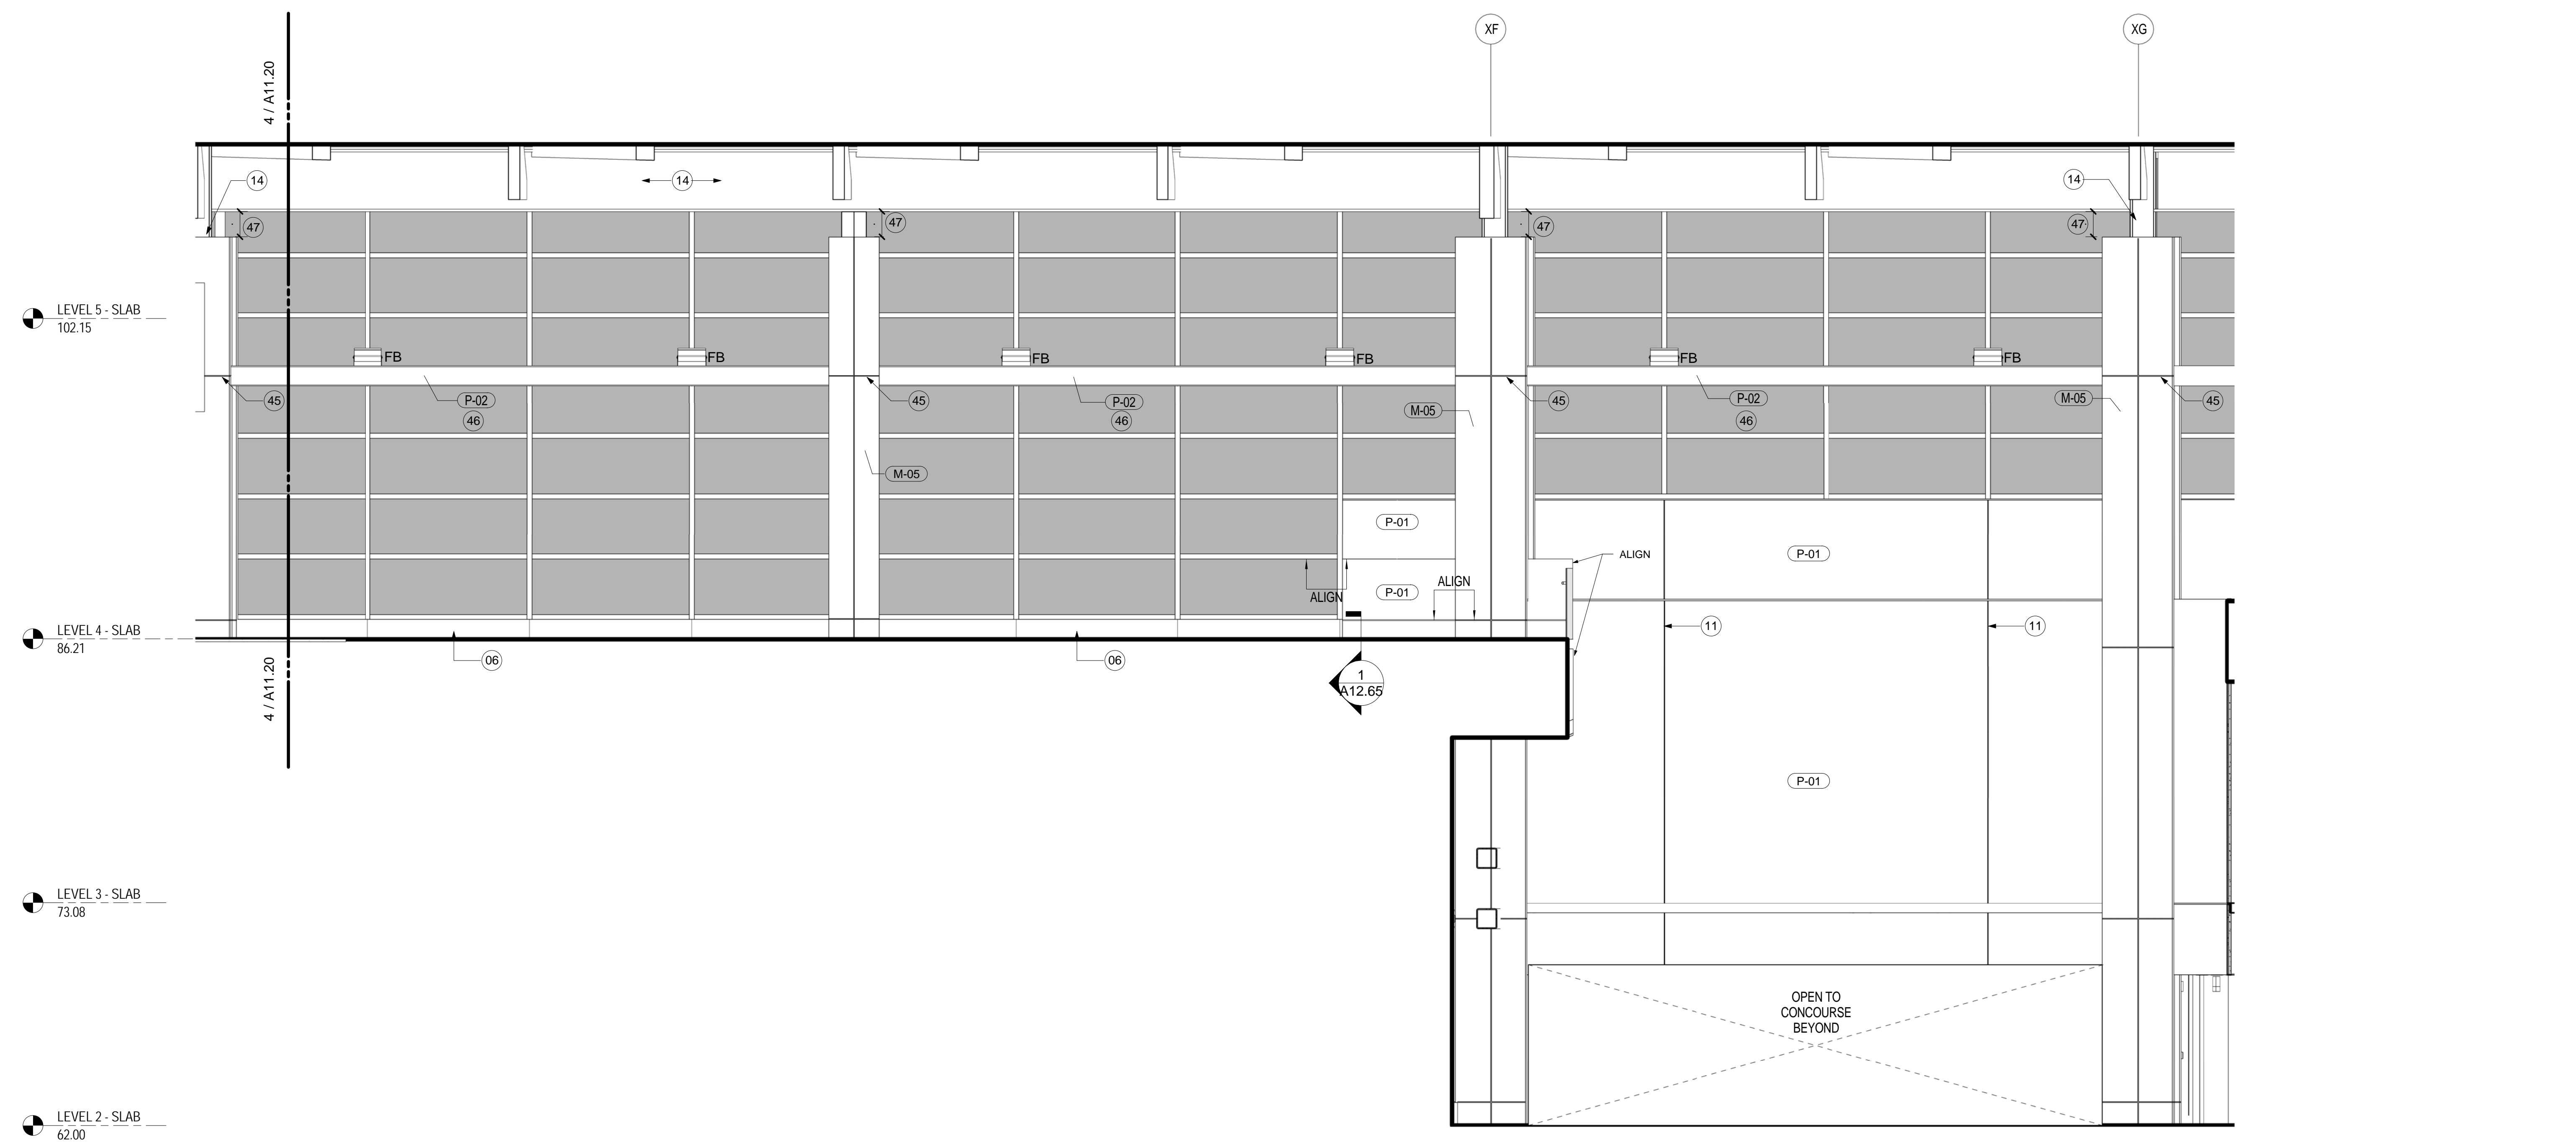 XF
XG
4 / A11.20
14
14
14
47
47
47
47
LEVEL 5 - SLAB
102.15
FB
FB
FB
FB
FB
FB
45
P-02
46
45
P-02
46
M-05
45
P-02
46
M-05
45
M-05
P-01
P-01
ALIGN
ALIGN
ALIGN
P-01
11
11
LEVEL 4 - SLAB
86.21
06
06
4 / A11.20
1
A12.65
P-01
LEVEL 3 - SLAB
73.08
OPEN TO
CONCOURSE
BEYOND
LEVEL 2 - SLAB
62.00